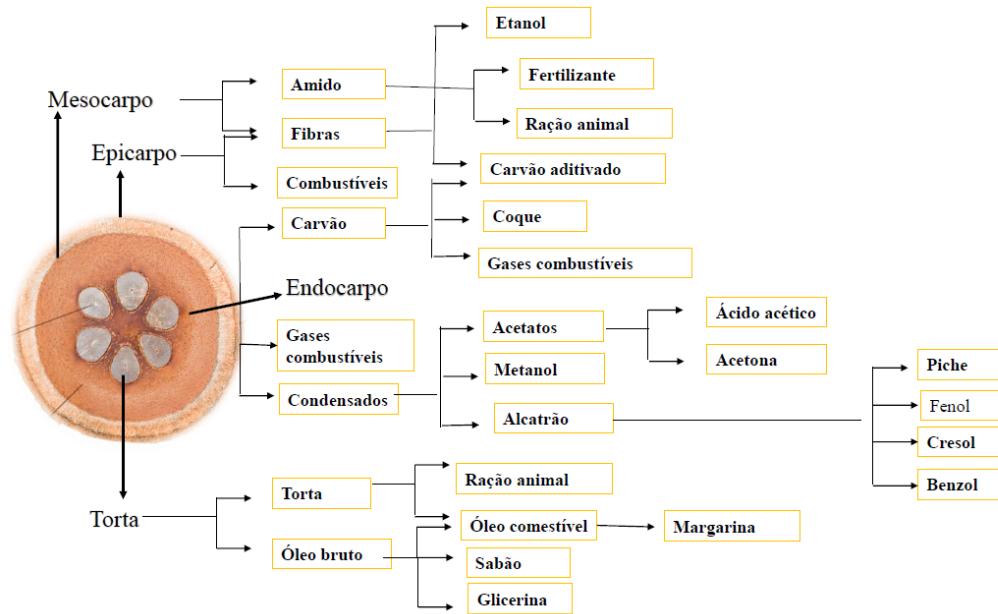 Etanol
Amido
Fertilizante
Mesocarpo
Fibras
Ração animal
Epicarpo
Combustíveis
Carvão aditivado
Carvão
Coque
Gases combustíveis
Endocarpo
Gases
combustíveis
Acetatos
Ácido acético
Metanol
Acetona
Condensados
Alcatrão
Piche
Fenol
Cresol
Benzol
Torta
Torta
Ração animal
Óleo comestível
Margarina
Óleo bruto
Sabão
Glicerina